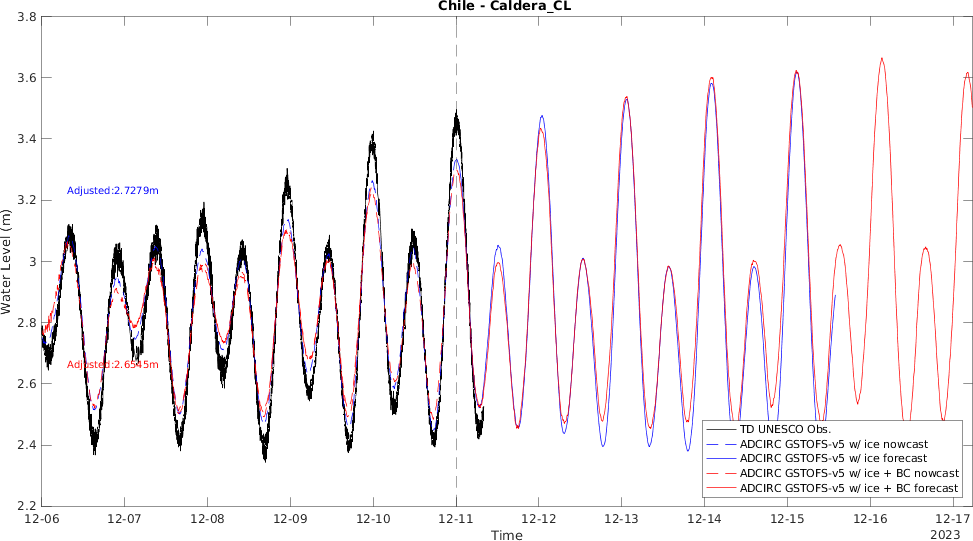 Chile - Caldera_CL
3.8
3.6
3.4
3.2
3
2.8
2.6
2.4
2.2
Water Level (m)
Adjusted:2.7279m
Adjusted:2.6545m
TD UNESCO Obs.
ADCIRC GSTOFS-v5 w/ ice nowcast
ADCIRC GSTOFS-v5 w/ ice forecast
ADCIRC GSTOFS-v5 w/ ice + BC nowcast
ADCIRC GSTOFS-v5 w/ ice + BC forecast
12-06 12-07 12-08 12-09 12-10 12-11 12-12 12-13 12-14 12-15 12-16 12-17
Time
2023